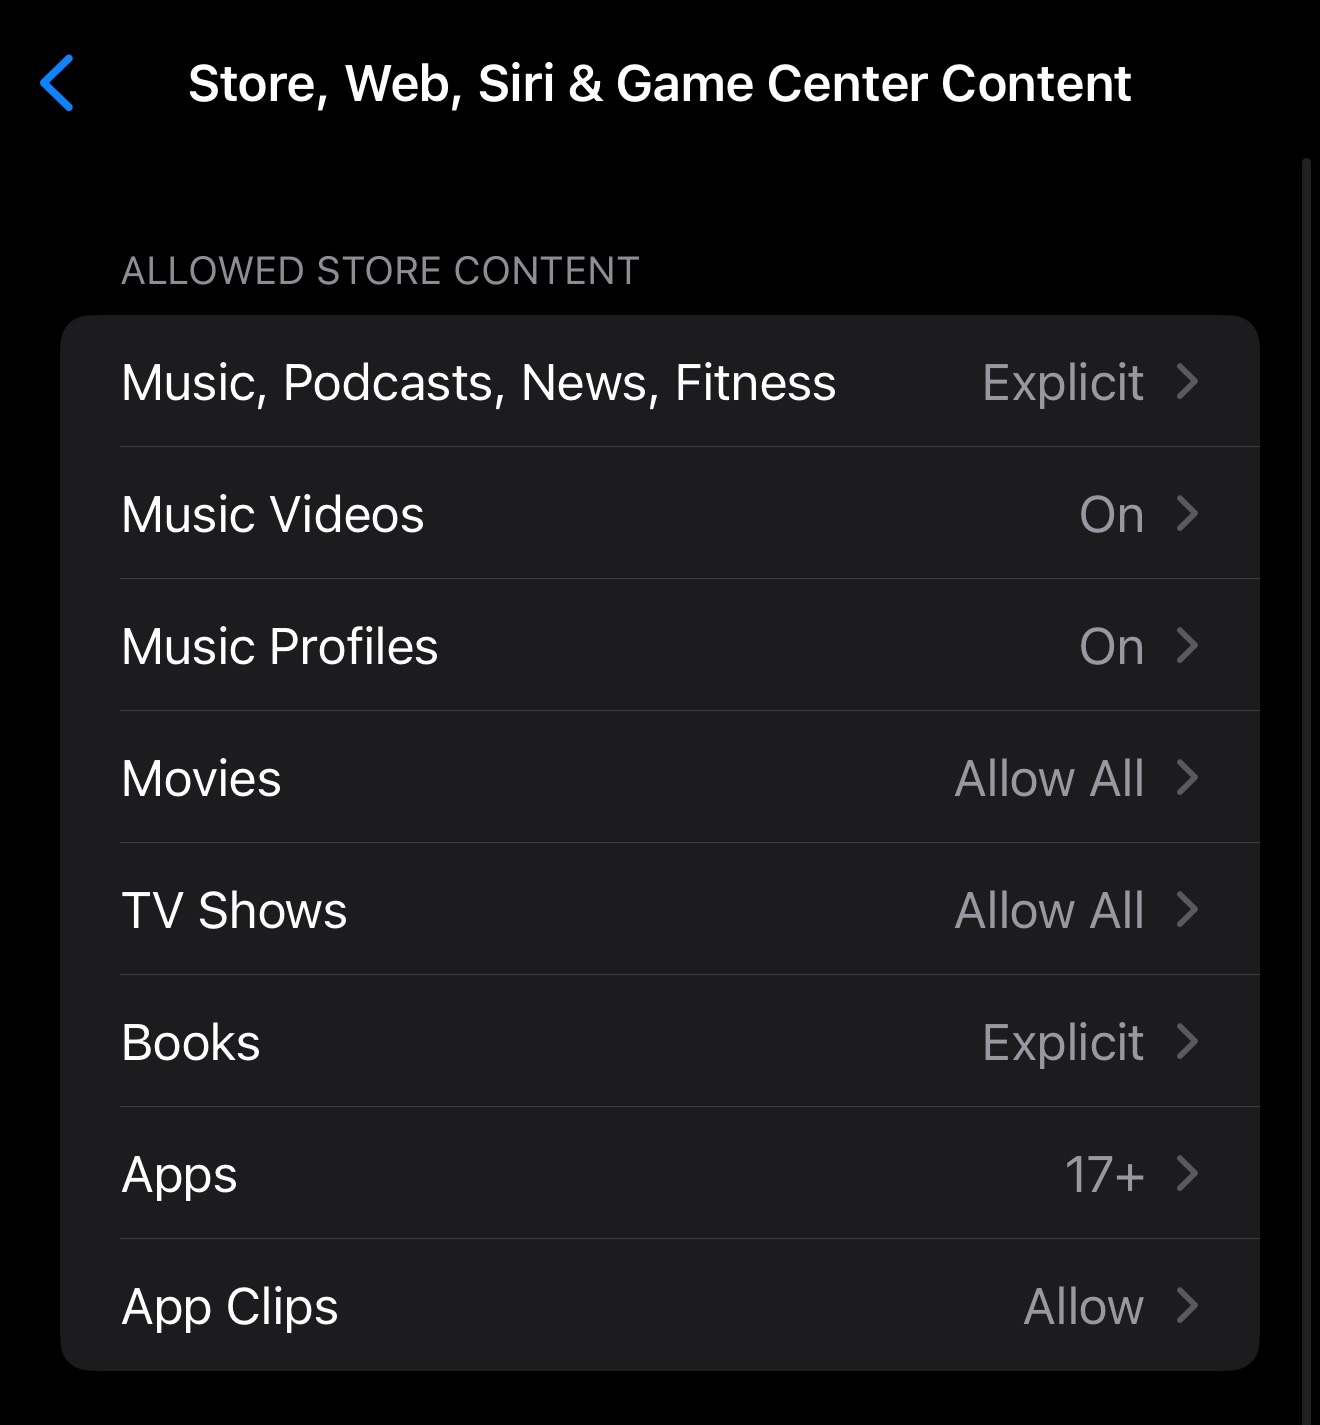 Store, Web, Siri & Game Center Content
ALLOWED STORE CONTENT
Music, Podcasts, News, Fitness Explicit
Music Videos On
Music Profiles On
Movies Allow All
TV Shows Allow All
Books Explicit
Apps 17+
App Clips Allow